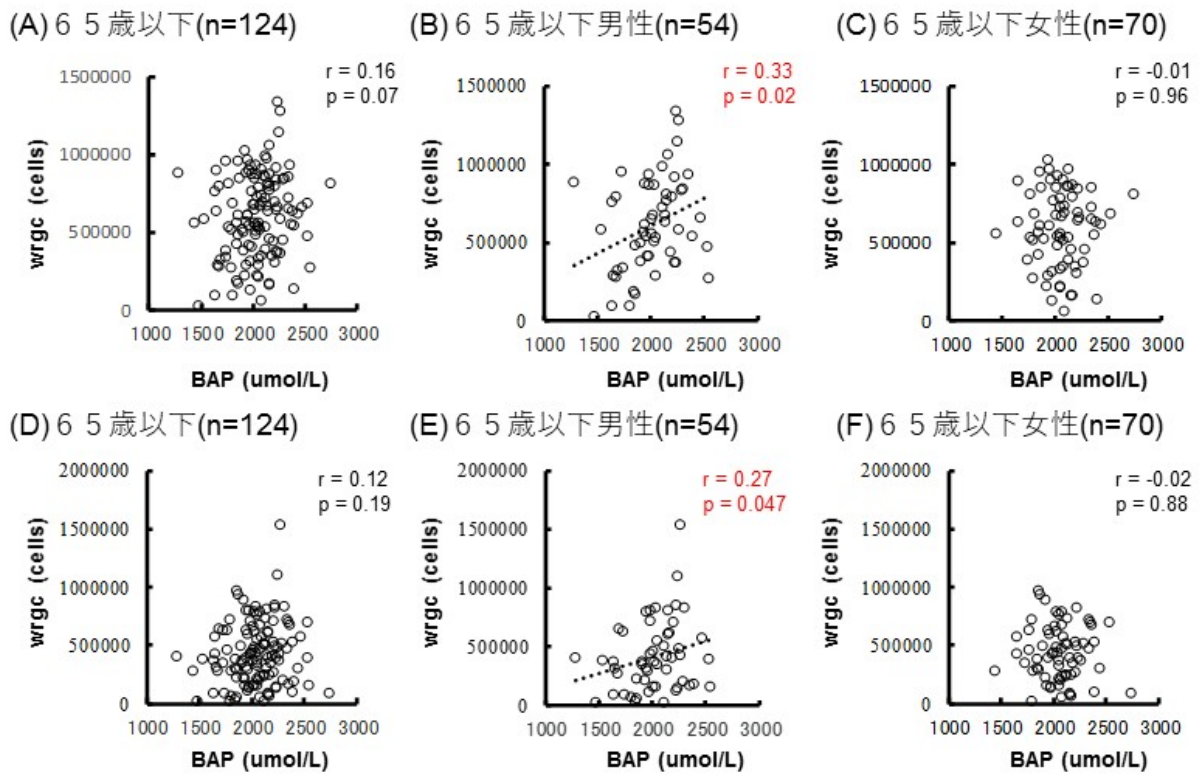 (A)６５歳以下(n=124)
r = 0.16
p = 0.07
1500000
1000000
500000
0
wrgc (cells)
1000 1500 2000 2500 3000
BAP (umol/L)
(B)６５歳以下男性(n=54)
r = 0.33
p = 0.02
1500000
1000000
500000
0
wrgc (cells)
1000 1500 2000 2500 3000
BAP (umol/L)
(C)６５歳以下女性(n=70)
r = -0.01
p = 0.96
1500000
1000000
500000
0
wrgc (cells)
1000 1500 2000 2500 3000
BAP (umol/L)
(D)６５歳以下(n=124)
r = 0.12
p = 0.19
2000000
1500000
1000000
500000
0
wrgc (cells)
1000 1500 2000 2500 3000
BAP (umol/L)
(E)６５歳以下男性(n=54)
r = 0.27
p = 0.047
2000000
1500000
1000000
500000
0
wrgc (cells)
1000 1500 2000 2500 3000
BAP (umol/L)
(F)６５歳以下女性(n=70)
r = -0.02
p = 0.88
2000000
1500000
1000000
500000
0
wrgc (cells)
1000 1500 2000 2500 3000
BAP (umol/L)